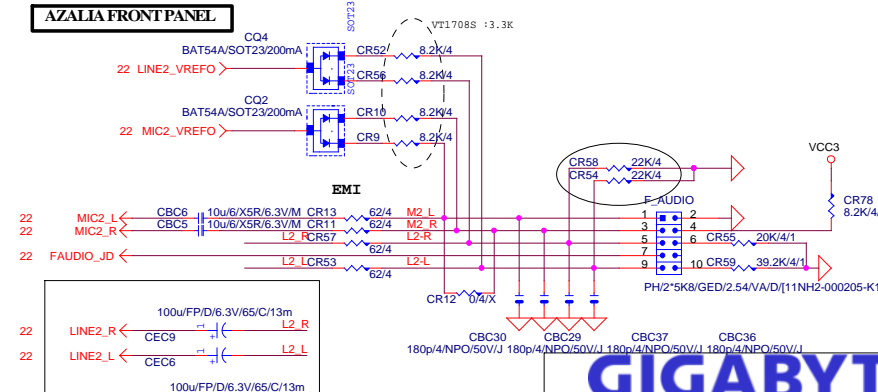 AZALIA FRONT PANEL
SOT23
VT1708S :3.3K
CQ4
BAT54A/SOT23/200mA
CR52 8.2K/4
22 LINE2_VREFO
CR56 8.2K/4
SOT23
CQ2
BAT54A/SOT23/200mA
CR10 8.2K/4
22 MIC2_VREFO
CR9 8.2K/4
VCC3
CR58 22K/4
CR54 22K/4
EMI
F_AUDIO
CR78
8.2K/4/
22 MIC2_L CBC6 10u/6/X5R/6.3V/M CR13 62/4 M2_L 1 2
22 MIC2_R CBC5 10u/6/X5R/6.3V/M CR11 62/4 M2_R 3 4
L2_R CR57 62/4 L2-R 5 6 CR55 20K/4/1
22 FAUDIO_JD 7
L2_L CR53 62/4 L2-L 9 10 CR59 39.2K/4/1
PH/2*5K8/GED/2.54/VA/D/[11NH2-000205-K1
CR12 0/4/X
100u/FP/D/6.3V/65/C/13m
22 LINE2_R 1 + L2_R
CEC9
22 LINE2_L 1 + L2_L
CEC6
100u/FP/D/6.3V/65/C/13m
CBC30 CBC29 CBC37 CBC36
180p/4/NPO/50V/J 180p/4/NPO/50V/J 180p/4/NPO/50V/J 180p/4/NPO/50V/J
GIGABYT